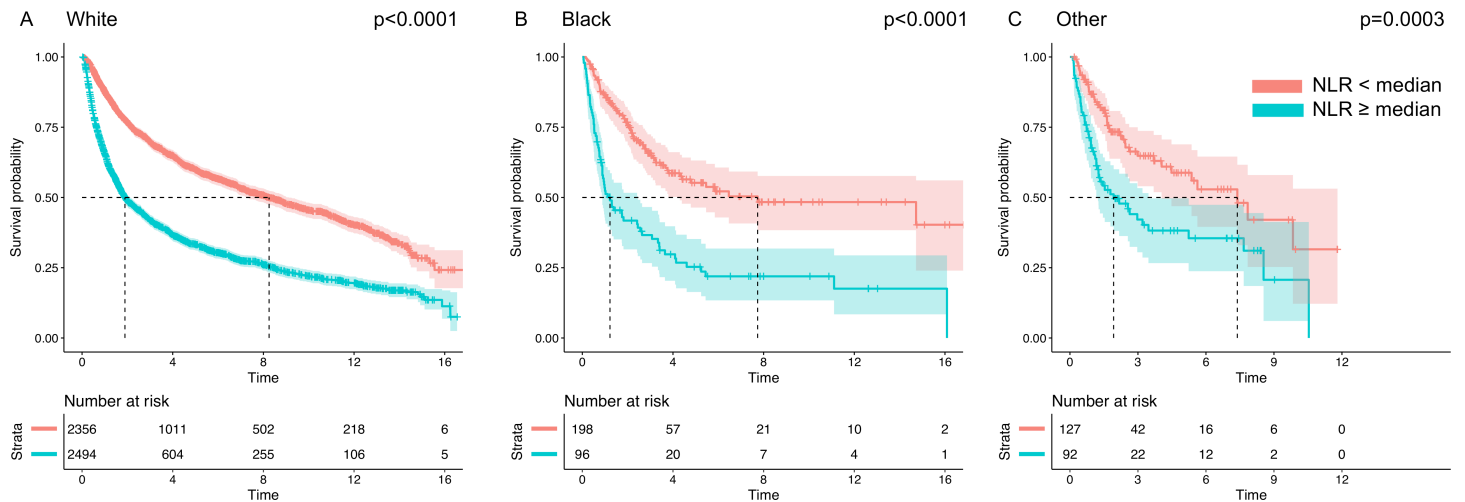 A White p<0.0001
B Black p<0.0001
C Other p=0.0003
Survival probability
1.00
0.75
0.50
0.25
0.00
0 4 8 12 16
Time
Survival probability
1.00
0.75
0.50
0.25
0.00
0 4 8 12 16
Time
Survival probability
1.00
0.75
0.50
0.25
0.00
0 3 6 9 12
Time
NLR < median
NLR ≥ median
Number at risk
Strata
2356 1011 502 218 6
2494 604 255 106 5
0 4 8 12 16
Time
Number at risk
Strata
198 57 21 10 2
96 20 7 4 1
0 4 8 12 16
Time
Number at risk
Strata
127 42 16 6 0
92 22 12 2 0
0 3 6 9 12
Time